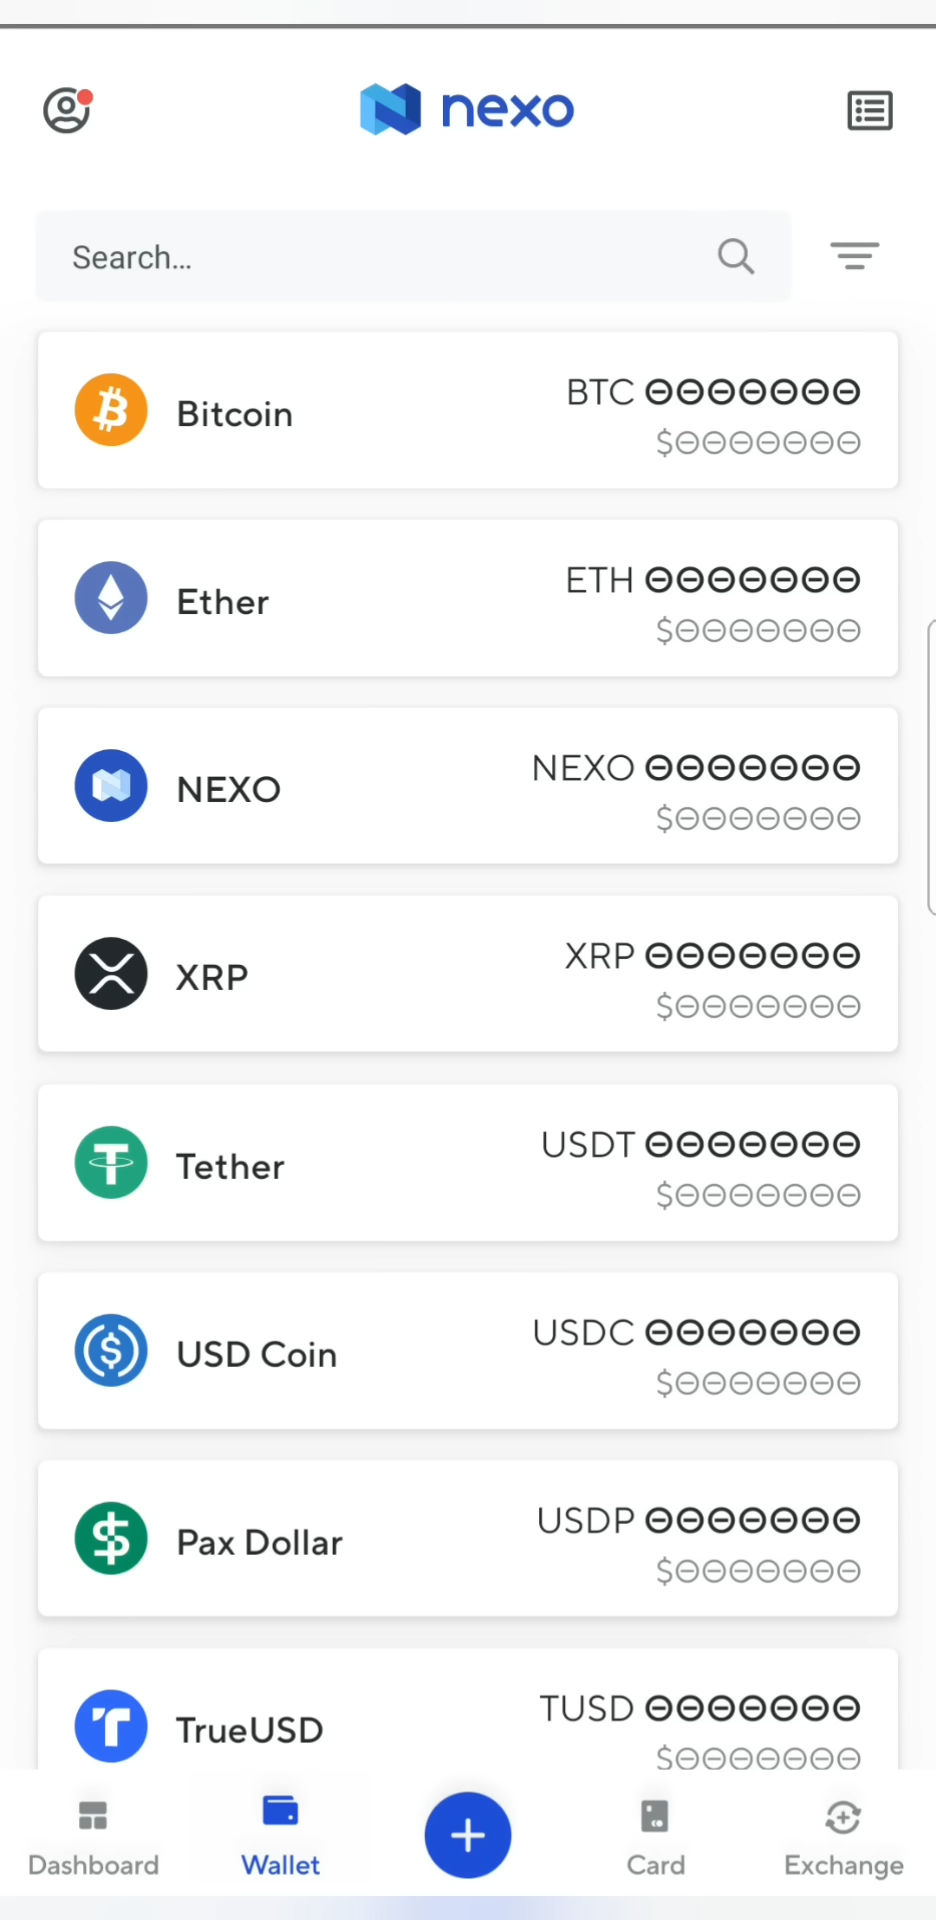 nexo
Search...
Bitcoin
BTC ⊖⊖⊖⊖⊖⊖⊖
$⊖⊖⊖⊖⊖⊖⊖
Ether
ETH ⊖⊖⊖⊖⊖⊖⊖
$⊖⊖⊖⊖⊖⊖⊖
NEXO
NEXO ⊖⊖⊖⊖⊖⊖⊖
$⊖⊖⊖⊖⊖⊖⊖
XRP
XRP ⊖⊖⊖⊖⊖⊖⊖
$⊖⊖⊖⊖⊖⊖⊖
Tether
USDT ⊖⊖⊖⊖⊖⊖⊖
$⊖⊖⊖⊖⊖⊖⊖
USD Coin
USDC ⊖⊖⊖⊖⊖⊖⊖
$⊖⊖⊖⊖⊖⊖⊖
Pax Dollar
USDP ⊖⊖⊖⊖⊖⊖⊖
$⊖⊖⊖⊖⊖⊖⊖
TrueUSD
TUSD ⊖⊖⊖⊖⊖⊖⊖
$⊖⊖⊖⊖⊖⊖⊖
Dashboard
Wallet
Card
Exchange